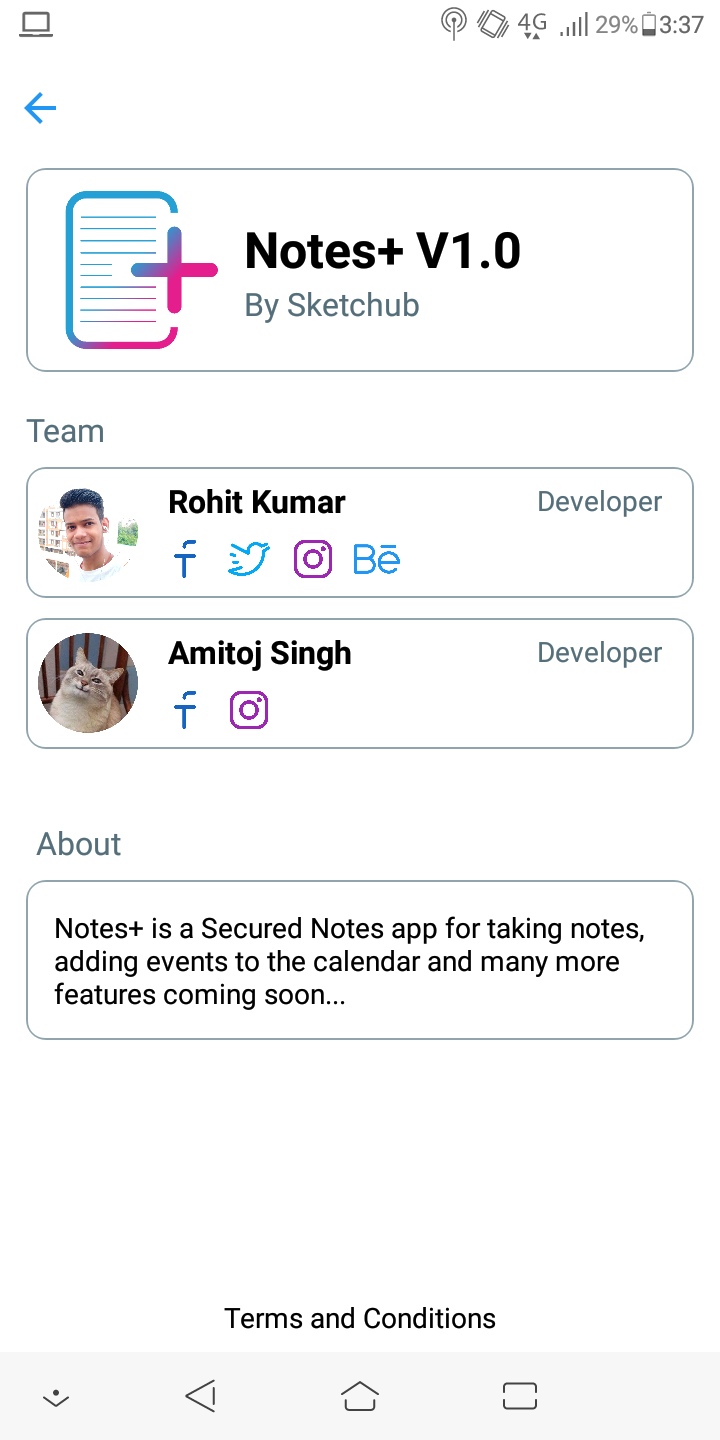 4G 29% 3:37
Notes+ V1.0
By Sketchub
Team
Rohit Kumar
Developer
Bē
Amitoj Singh
Developer
About
Notes+ is a Secured Notes app for taking notes,
adding events to the calendar and many more
features coming soon...
Terms and Conditions